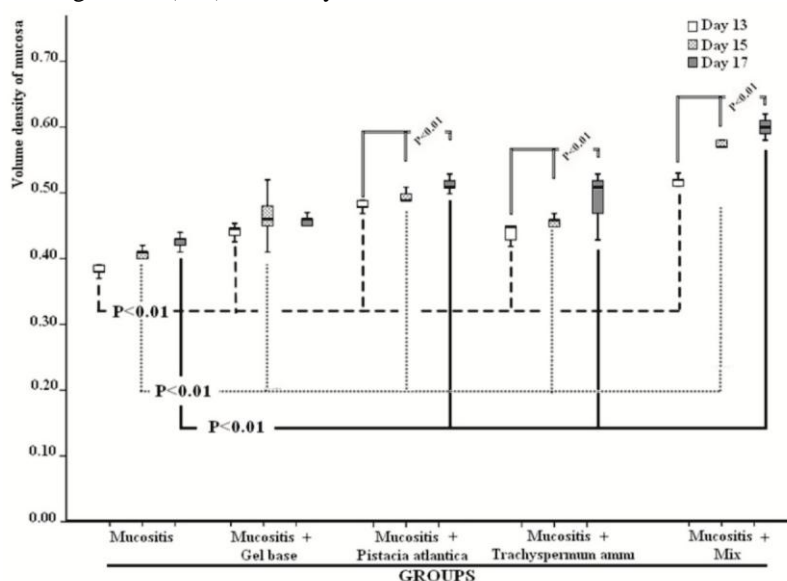 Day 13
Day 15
Day 17
Volume density of mucosa
0.70
0.60
0.50
0.40
0.30
0.20
0.10
0.00
P<0.01
P<0.01
P<0.01
P<0.01
P<0.01
P<0.01
Mucositis
Mucositis +
Gel base
Mucositis +
Pistacia atlantica
Mucositis +
Trachyspermum ammi
Mucositis +
Mix
GROUPS